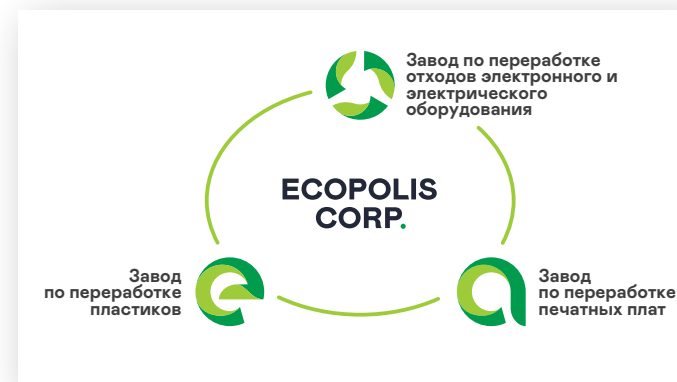 Завод по переработке
отходов электронного и
электрического
оборудования
ECOPOLIS
CORP.
Завод
по переработке
пластиков
Завод
по переработке
печатных плат